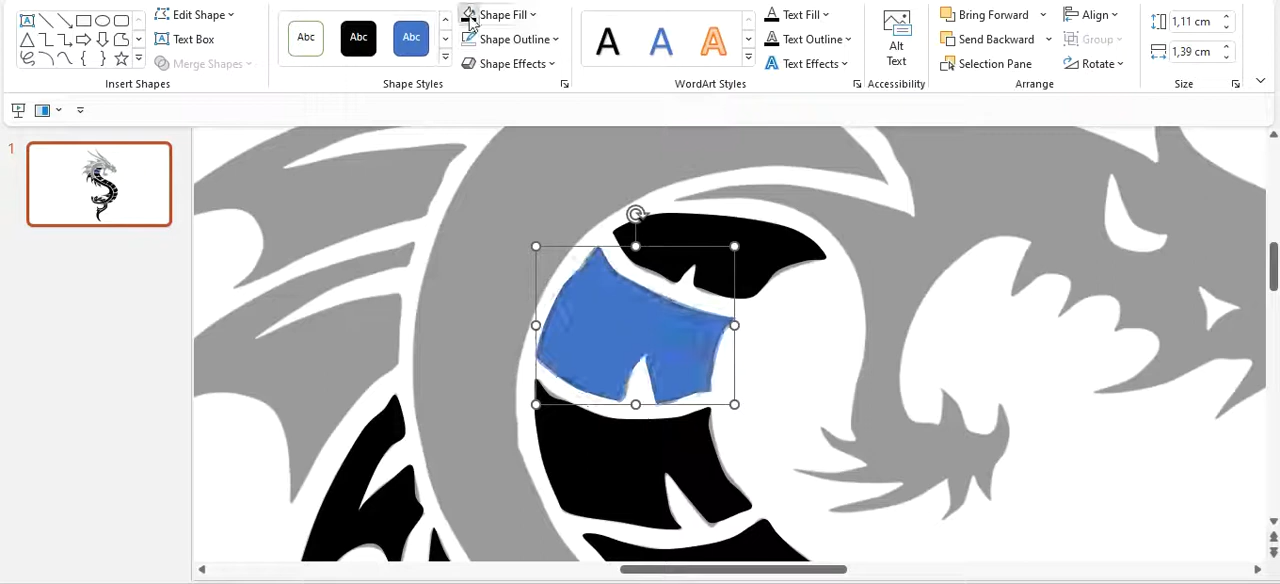 Edit Shape
Text Box
Merge Shapes
Insert Shapes
Abc Abc Abc
Shape Fill
Shape Outline
Shape Effects
Shape Styles
A A A
Text Fill
Text Outline
Text Effects
WordArt Styles
Alt
Text
Accessibility
Bring Forward
Send Backward
Selection Pane
Align
Group
Rotate
Arrange
1,11 cm
1,39 cm
Size
1